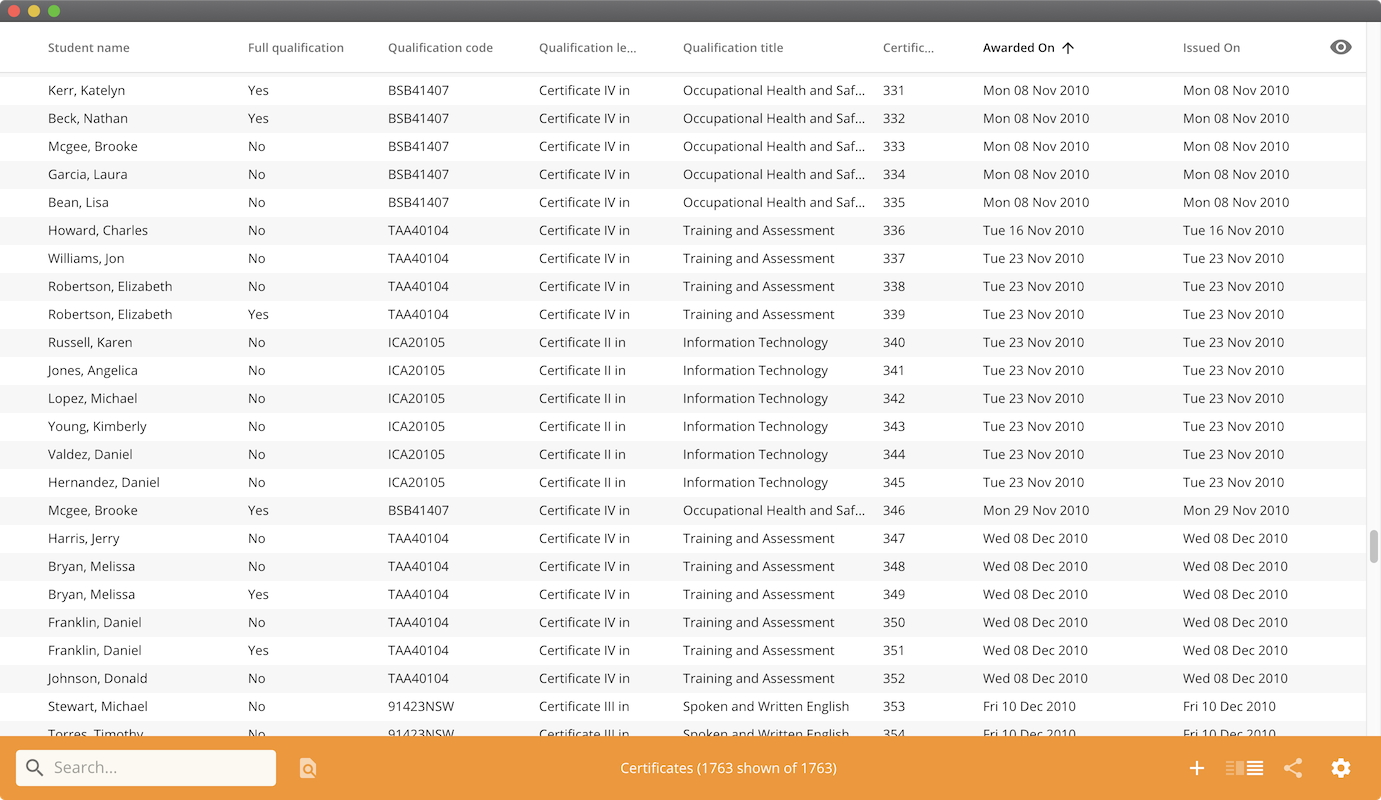 Student name Full qualification Qualification code Qualification le... Qualification title Certific... Awarded On Issued On
Kerr, Katelyn Yes BSB41407 Certificate IV in Occupational Health and Saf... 331 Mon 08 Nov 2010 Mon 08 Nov 2010
Beck, Nathan Yes BSB41407 Certificate IV in Occupational Health and Saf... 332 Mon 08 Nov 2010 Mon 08 Nov 2010
Mcgee, Brooke No BSB41407 Certificate IV in Occupational Health and Saf... 333 Mon 08 Nov 2010 Mon 08 Nov 2010
Garcia, Laura No BSB41407 Certificate IV in Occupational Health and Saf... 334 Mon 08 Nov 2010 Mon 08 Nov 2010
Bean, Lisa No BSB41407 Certificate IV in Occupational Health and Saf... 335 Mon 08 Nov 2010 Mon 08 Nov 2010
Howard, Charles No TAA40104 Certificate IV in Training and Assessment 336 Tue 16 Nov 2010 Tue 16 Nov 2010
Williams, Jon No TAA40104 Certificate IV in Training and Assessment 337 Tue 23 Nov 2010 Tue 23 Nov 2010
Robertson, Elizabeth No TAA40104 Certificate IV in Training and Assessment 338 Tue 23 Nov 2010 Tue 23 Nov 2010
Robertson, Elizabeth Yes TAA40104 Certificate IV in Training and Assessment 339 Tue 23 Nov 2010 Tue 23 Nov 2010
Russell, Karen No ICA20105 Certificate II in Information Technology 340 Tue 23 Nov 2010 Tue 23 Nov 2010
Jones, Angelica No ICA20105 Certificate II in Information Technology 341 Tue 23 Nov 2010 Tue 23 Nov 2010
Lopez, Michael No ICA20105 Certificate II in Information Technology 342 Tue 23 Nov 2010 Tue 23 Nov 2010
Young, Kimberly No ICA20105 Certificate II in Information Technology 343 Tue 23 Nov 2010 Tue 23 Nov 2010
Valdez, Daniel No ICA20105 Certificate II in Information Technology 344 Tue 23 Nov 2010 Tue 23 Nov 2010
Hernandez, Daniel No ICA20105 Certificate II in Information Technology 345 Tue 23 Nov 2010 Tue 23 Nov 2010
Mcgee, Brooke Yes BSB41407 Certificate IV in Occupational Health and Saf... 346 Mon 29 Nov 2010 Mon 29 Nov 2010
Harris, Jerry No TAA40104 Certificate IV in Training and Assessment 347 Wed 08 Dec 2010 Wed 08 Dec 2010
Bryan, Melissa No TAA40104 Certificate IV in Training and Assessment 348 Wed 08 Dec 2010 Wed 08 Dec 2010
Bryan, Melissa Yes TAA40104 Certificate IV in Training and Assessment 349 Wed 08 Dec 2010 Wed 08 Dec 2010
Franklin, Daniel No TAA40104 Certificate IV in Training and Assessment 350 Wed 08 Dec 2010 Wed 08 Dec 2010
Franklin, Daniel Yes TAA40104 Certificate IV in Training and Assessment 351 Wed 08 Dec 2010 Wed 08 Dec 2010
Johnson, Donald No TAA40104 Certificate IV in Training and Assessment 352 Wed 08 Dec 2010 Wed 08 Dec 2010
Stewart, Michael No 91423NSW Certificate III in Spoken and Written English 353 Fri 10 Dec 2010 Fri 10 Dec 2010
Torres, Timothy No 91423NSW Certificate III in Spoken and Written English 354 Fri 10 Dec 2010 Fri 10 Dec 2010
Search... Certificates (1763 shown of 1763)